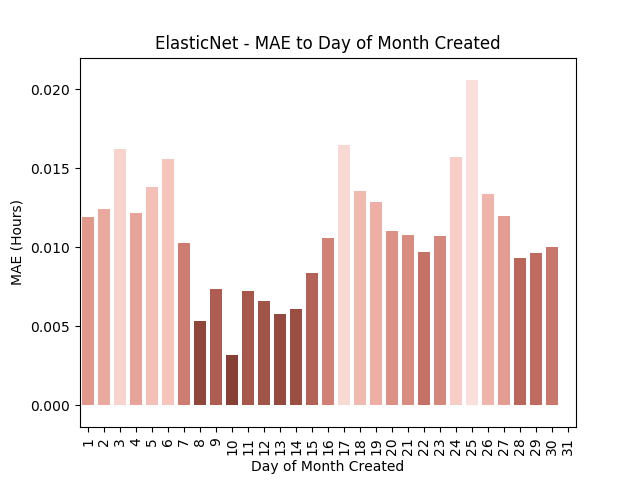 ElasticNet - MAE to Day of Month Created
MAE (Hours)
0.020
0.015
0.010
0.005
0.000
1 2 3 4 5 6 7 8 9 10 11 12 13 14 15 16 17 18 19 20 21 22 23 24 25 26 27 28 29 30 31
Day of Month Created